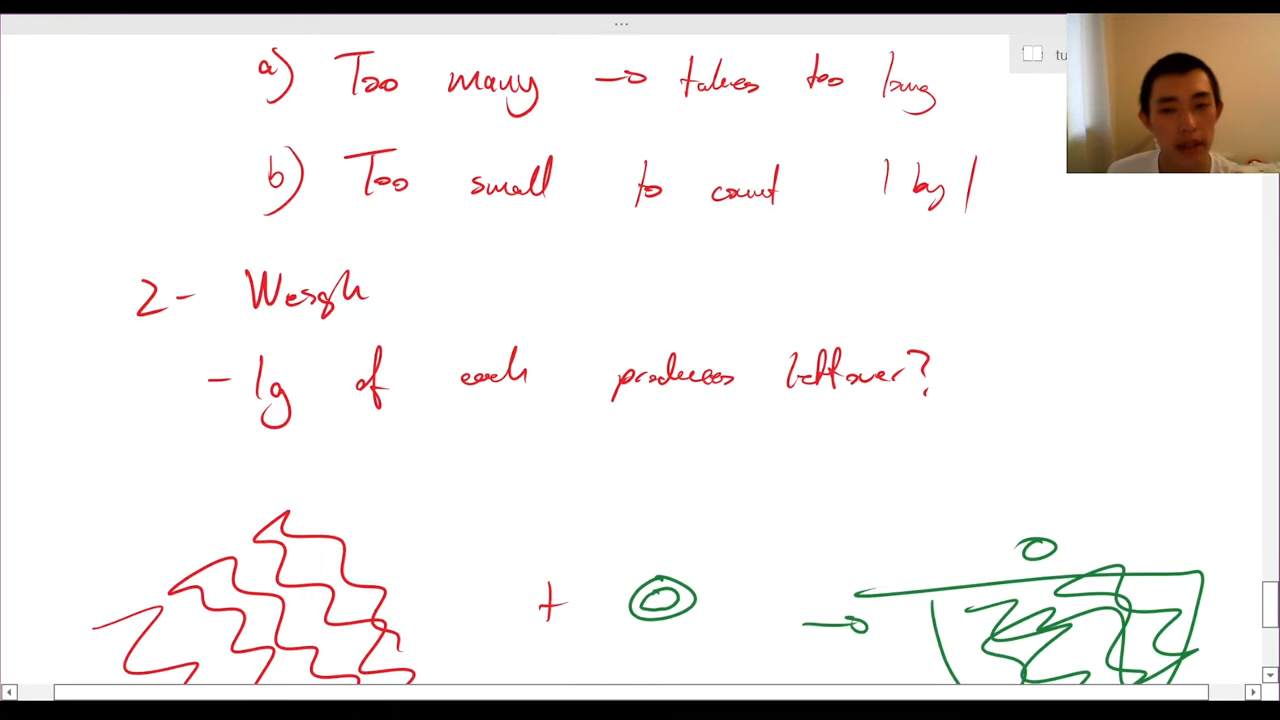 ...
tu
a) Too many → takes too long
b) Too small to count 1 by 1
2- Weigh
- 1g of each produces leftover?
+ →